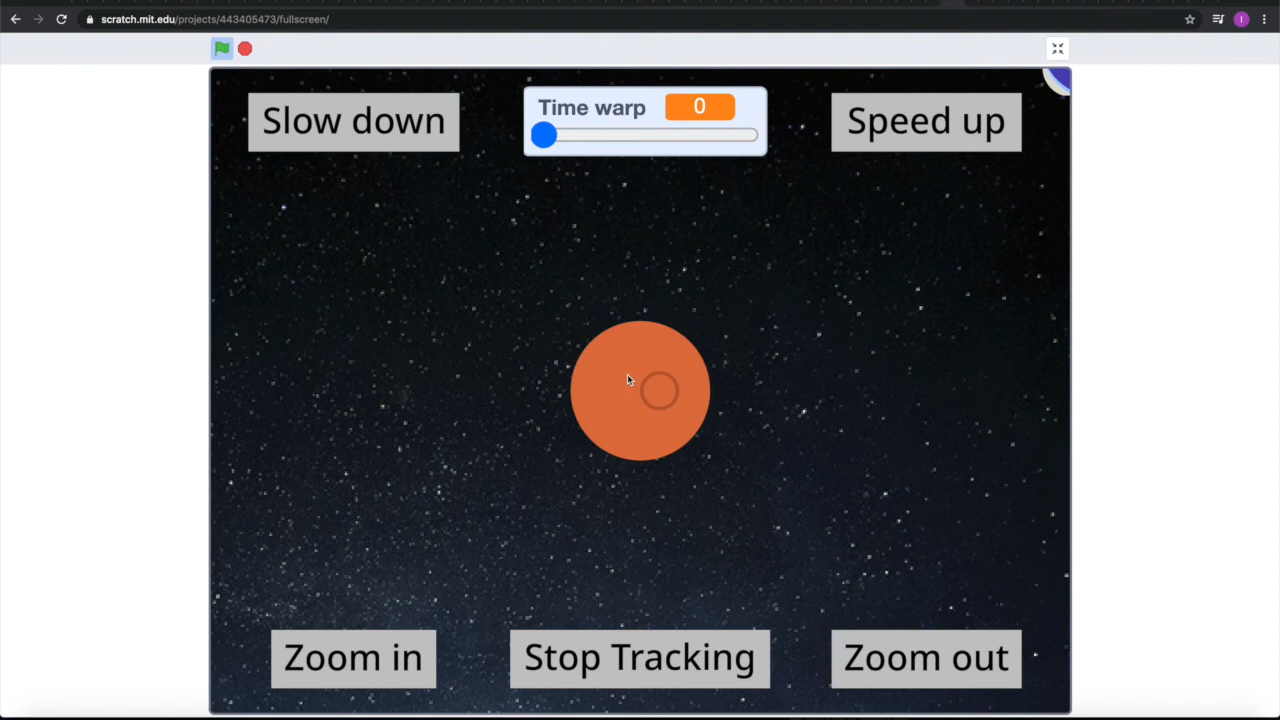 scratch.mit.edu/projects/443405473/fullscreen/
I
Slow down
Time warp 0
Speed up
Zoom in
Stop Tracking
Zoom out